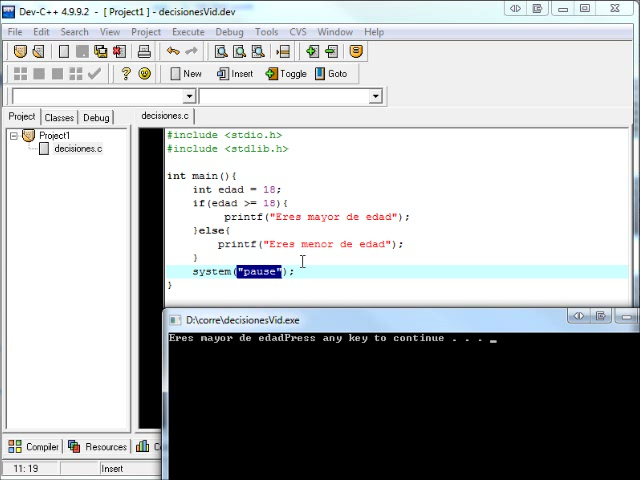 Dev-C++ 4.9.9.2 - [ Project1 ] - decisionesVid.dev
File Edit Search View Project Execute Debug Tools CVS Window Help
New Insert Toggle Goto
Project Classes Debug decisiones.c
Project1
decisiones.c
#include <stdio.h>
#include <stdlib.h>
int main(){
int edad = 18;
if(edad >= 18){
printf("Eres mayor de edad");
}else{
printf("Eres menor de edad");
}
system("pause");
}
D:\corre\decisionesVid.exe
Eres mayor de edadPress any key to continue . . . _
Compiler Resources Co
11: 19 Insert